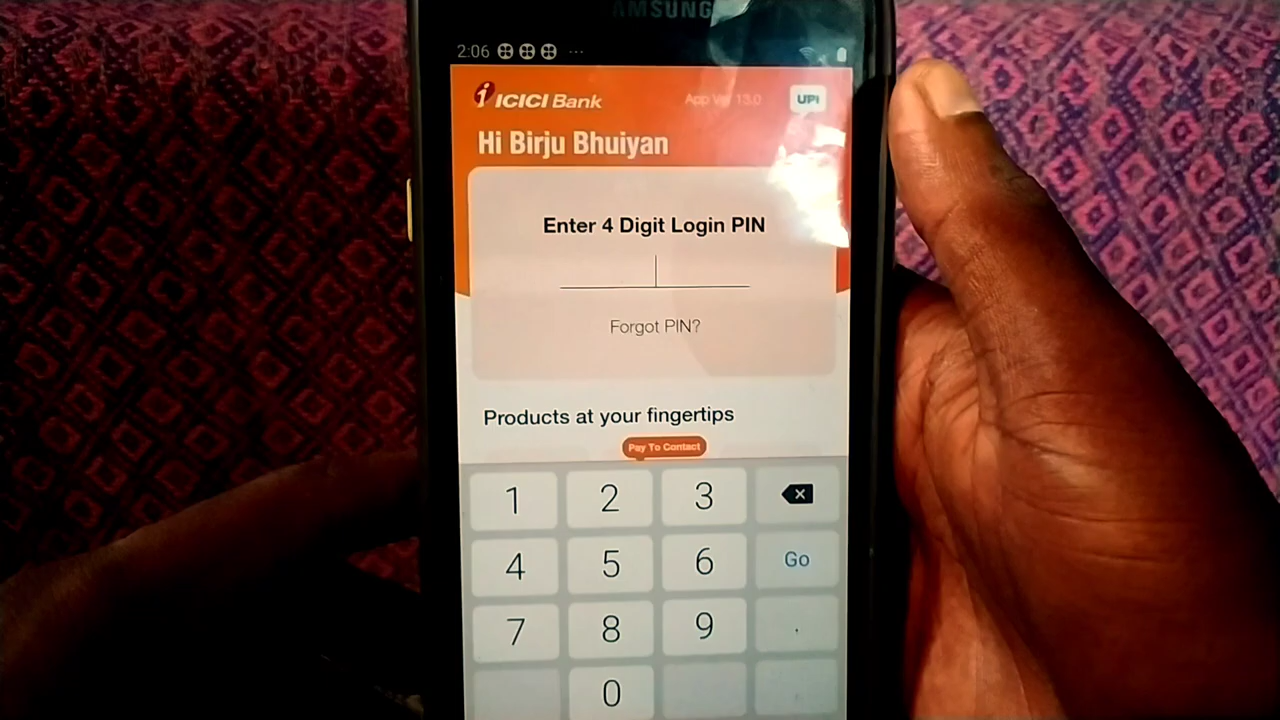 SAMSUNG
2:06 ...
i ICICI Bank App Ver 13.0 UPI
Hi Birju Bhuiyan
Enter 4 Digit Login PIN
Forgot PIN?
Products at your fingertips
Pay To Contact
1 2 3
4 5 6 Go
7 8 9 .
0